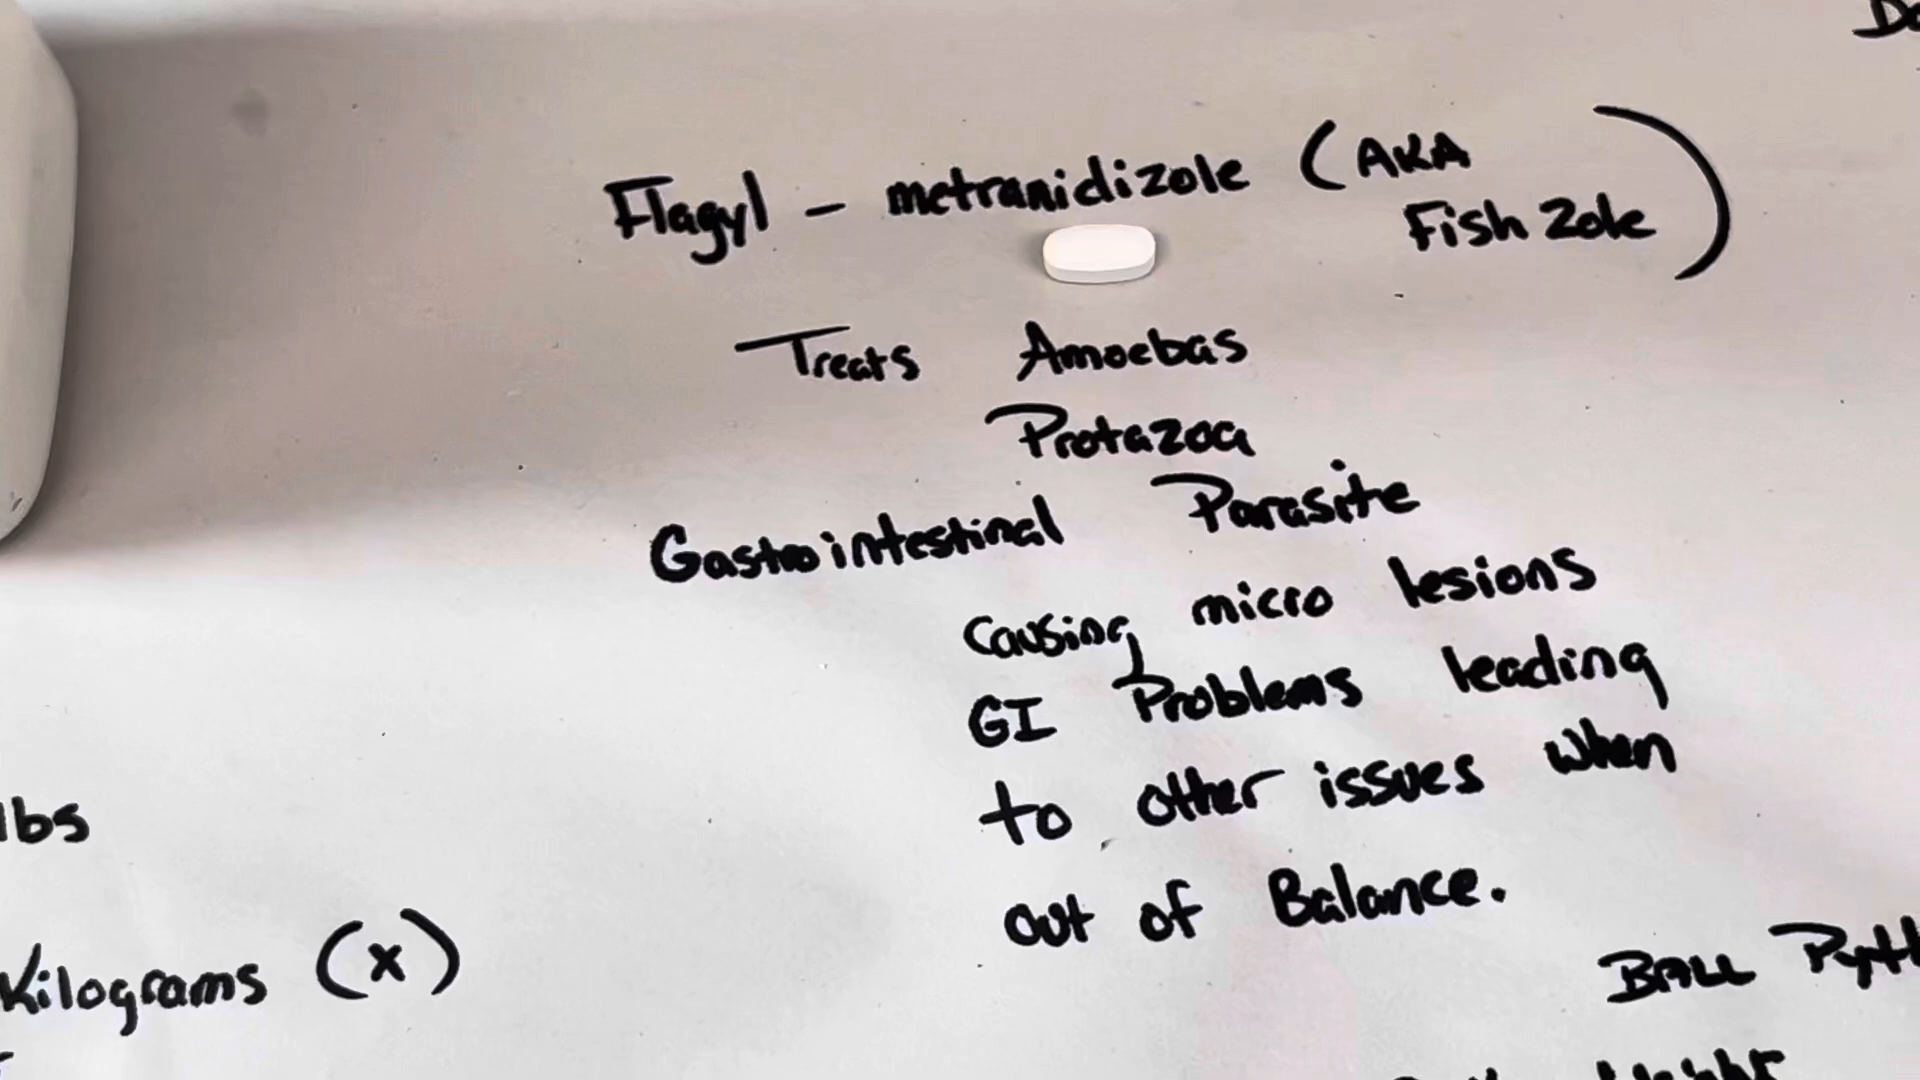 Flagyl - metranidizole (AKA
Fish Zole)
Treats Amoebas
Protazoa
Gastrointestinal Parasite
causing micro lesions
GI Problems leading
to other issues when
out of Balance.
lbs
Kilograms (x)
BALL